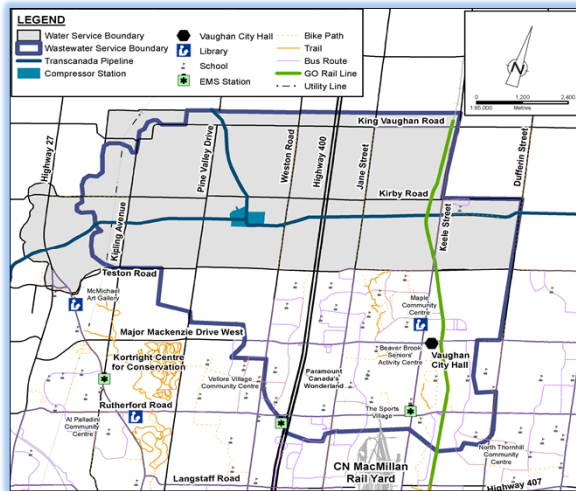 LEGEND
Water Service Boundary
Wastewater Service Boundary
Transcanada Pipeline
Compressor Station
Vaughan City Hall
Library
School
EMS Station
Bike Path
Trail
Bus Route
GO Rail Line
Utility Line
N
0 1,200 2,400
1:85,000 Metres
King Vaughan Road
Highway 27
Pine Valley Drive
Weston Road
Highway 400
Jane Street
Dufferin Street
Kipling Avenue
Kirby Road
Keele Street
Teston Road
McMichael
Art Gallery
Maple
Community
Centre
Major Mackenzie Drive West
Beaver Brook
Seniors'
Activity Centre
Vaughan
City Hall
Kortright Centre
for Conservation
Vellore Village
Community Centre
Paramount
Canada's
Wonderland
Rutherford Road
The Sports
Village
Al Palladini
Community
Centre
North Thornhill
Community
Centre
CN MacMillan
Rail Yard
Langstaff Road
Highway 407